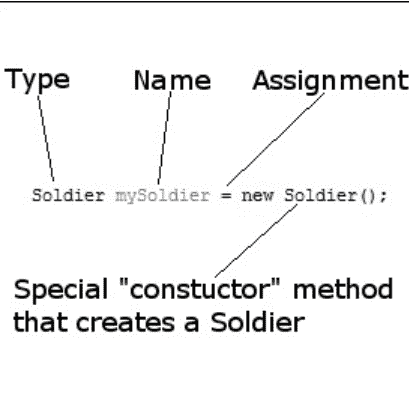 Type Name Assignment
Soldier mySoldier = new Soldier();
Special "constuctor" method
that creates a Soldier